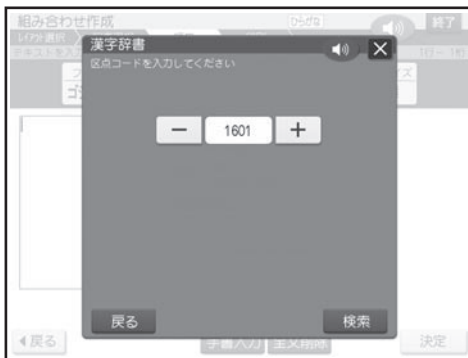 組み合わせ作成
ひらがな
終了
レイアウト選択
漢字辞書
区点コードを入力してください
－ 1601 ＋
戻る
検索
戻る
手書入力
全文削除
決定